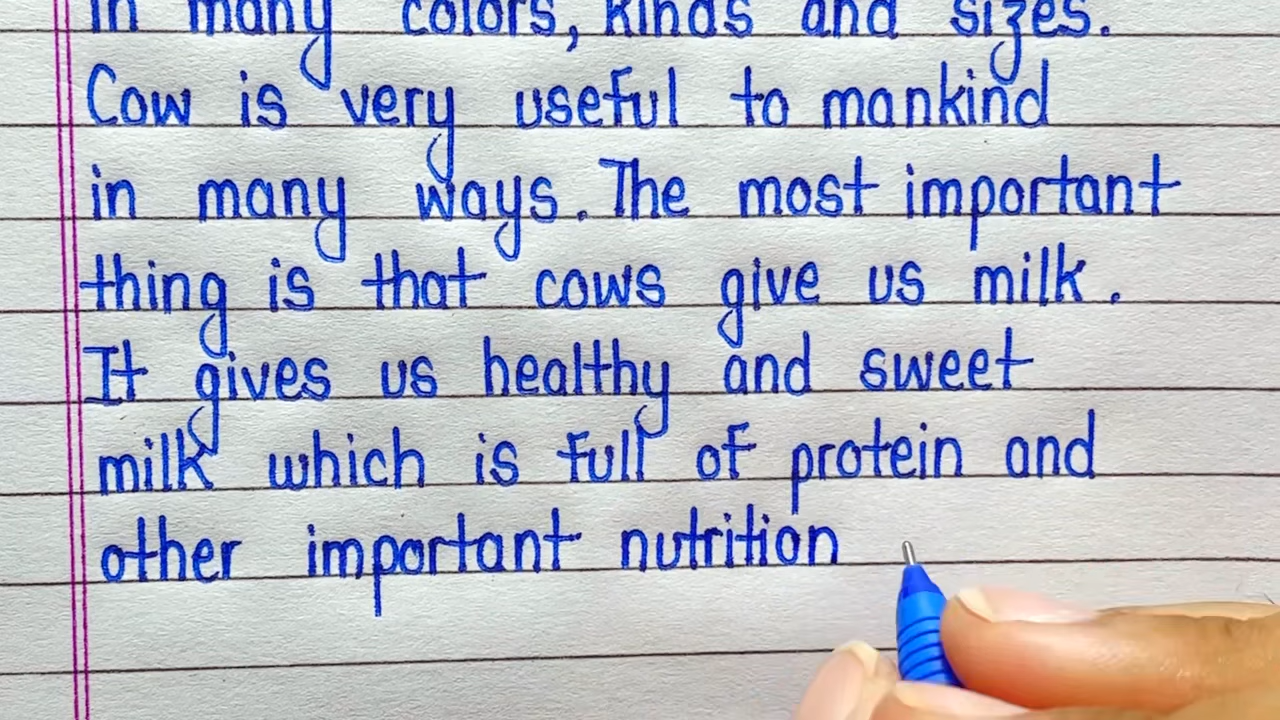 in many colors, kinds and sizes.
Cow is very useful to mankind
in many ways. The most important
thing is that cows give us milk.
It gives us healthy and sweet
milk which is full of protein and
other important nutrition